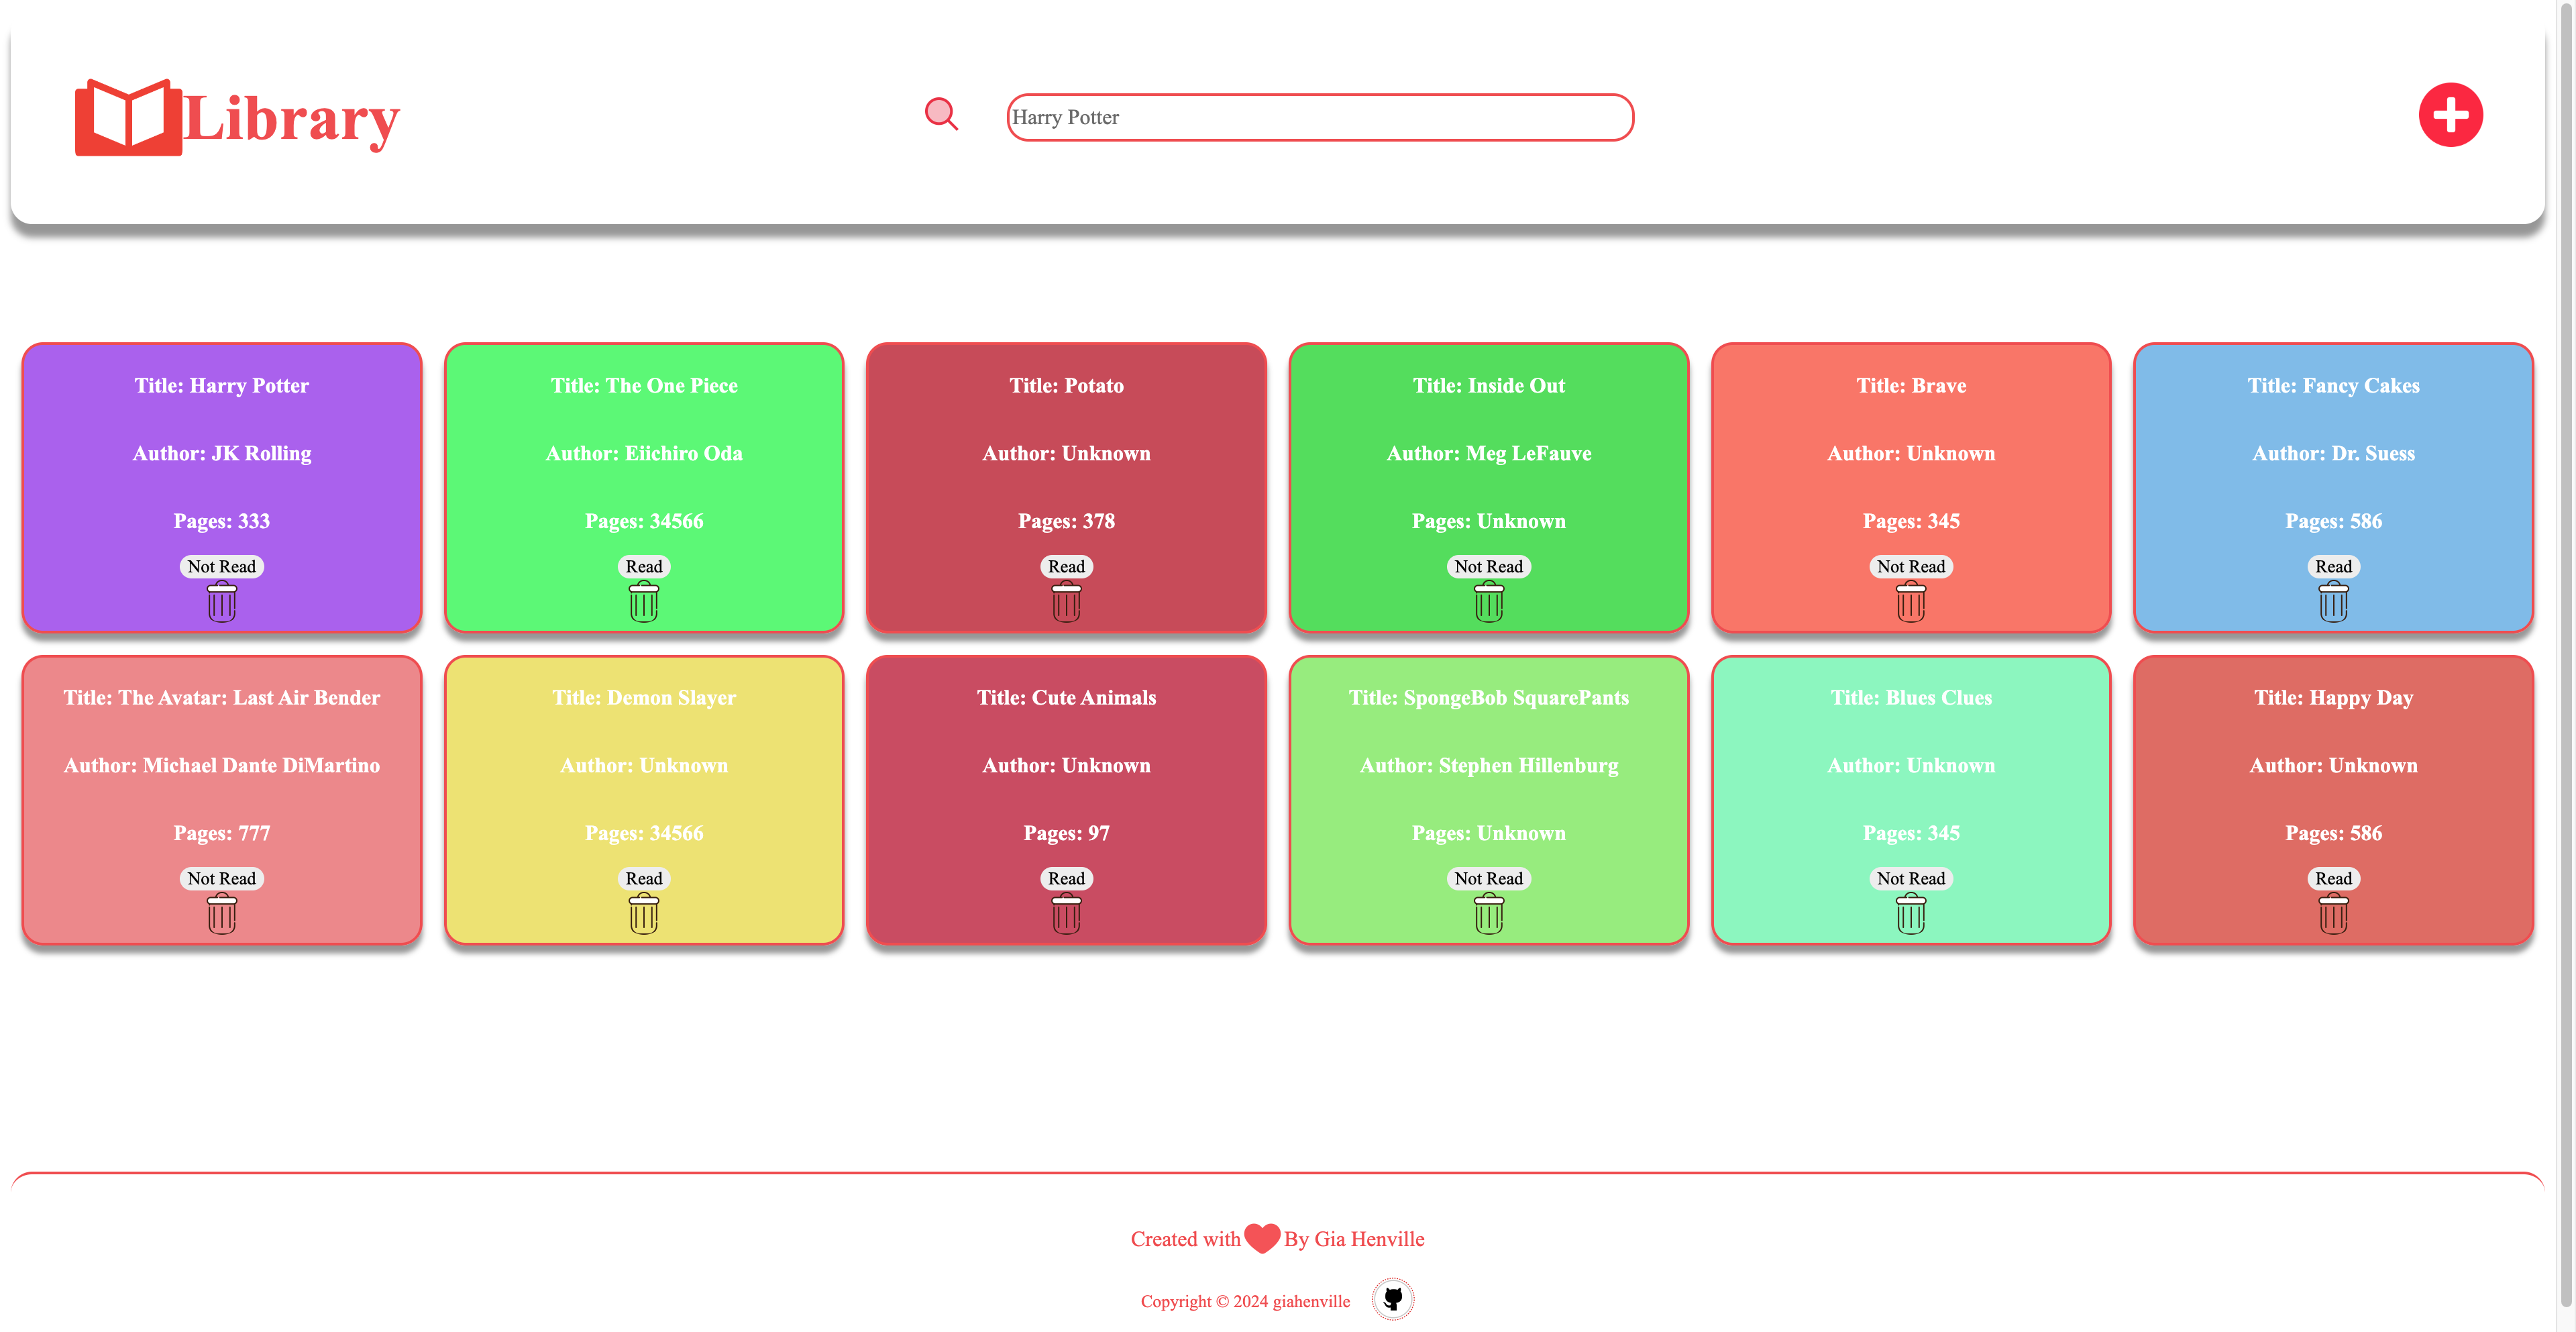 Library
Harry Potter
Title: Harry Potter
Author: JK Rolling
Pages: 333
Not Read
Title: The One Piece
Author: Eiichiro Oda
Pages: 34566
Read
Title: Potato
Author: Unknown
Pages: 378
Read
Title: Inside Out
Author: Meg LeFauve
Pages: Unknown
Not Read
Title: Brave
Author: Unknown
Pages: 345
Not Read
Title: Fancy Cakes
Author: Dr. Suess
Pages: 586
Read
Title: The Avatar: Last Air Bender
Author: Michael Dante DiMartino
Pages: 777
Not Read
Title: Demon Slayer
Author: Unknown
Pages: 34566
Read
Title: Cute Animals
Author: Unknown
Pages: 97
Read
Title: SpongeBob SquarePants
Author: Stephen Hillenburg
Pages: Unknown
Not Read
Title: Blues Clues
Author: Unknown
Pages: 345
Not Read
Title: Happy Day
Author: Unknown
Pages: 586
Read
Created with By Gia Henville
Copyright © 2024 giahenville